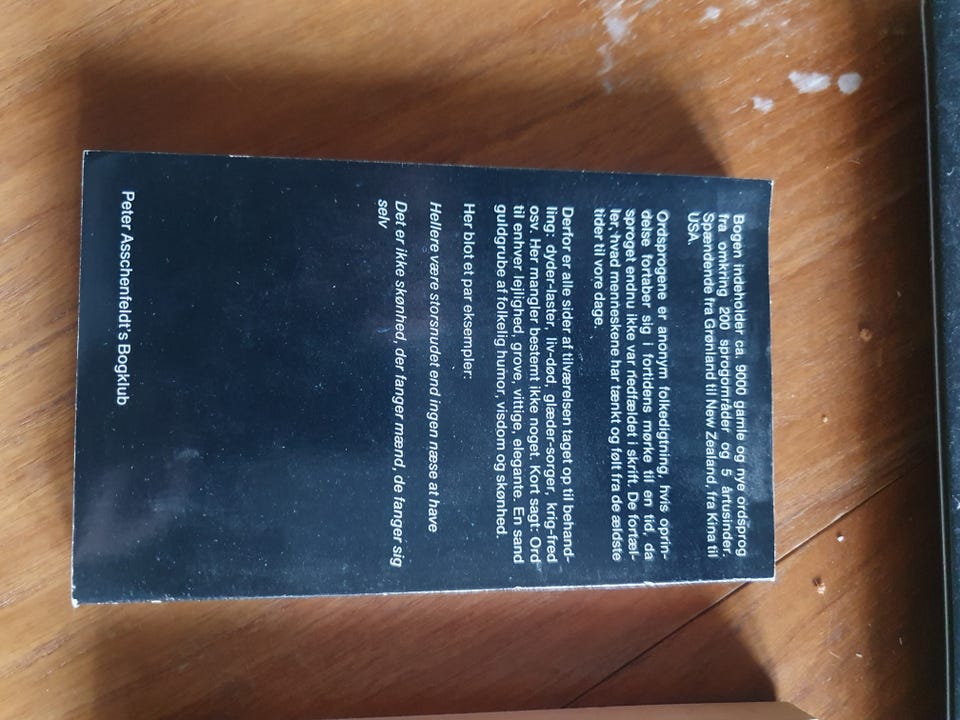 Bogen indeholder ca. 9000 gamle og nye ordsprog
fra omkring 200 sprogområder og 5 årtusinder.
Spændende fra Grønland til New Zealand, fra Kina til
USA.
Ordsprogene er anonym folkedigtning, hvis oprin-
delse fortaber sig i fortidens mørke til en tid, da
sproget endnu ikke var nedfældet i skrift. De fortæl-
ler, hvad menneskene har tænkt og følt fra de ældste
tider til vore dage.
Derfor er alle sider af tilværelsen taget op til behand-
ling: dyder-laster, liv-død, glæder-sorger, krig-fred
osv. Her mangler bestemt ikke noget. Kort sagt: Ord
til enhver lejlighed, grove, vittige, elegante. En sand
guldgrube af folkelig humor, visdom og skønhed.
Her blot et par eksempler:
Hellere være storsnudet end ingen næse at have
Det er ikke skønhed, der fanger mænd, de fanger sig
selv
Peter Asschenfeldt's Bogklub